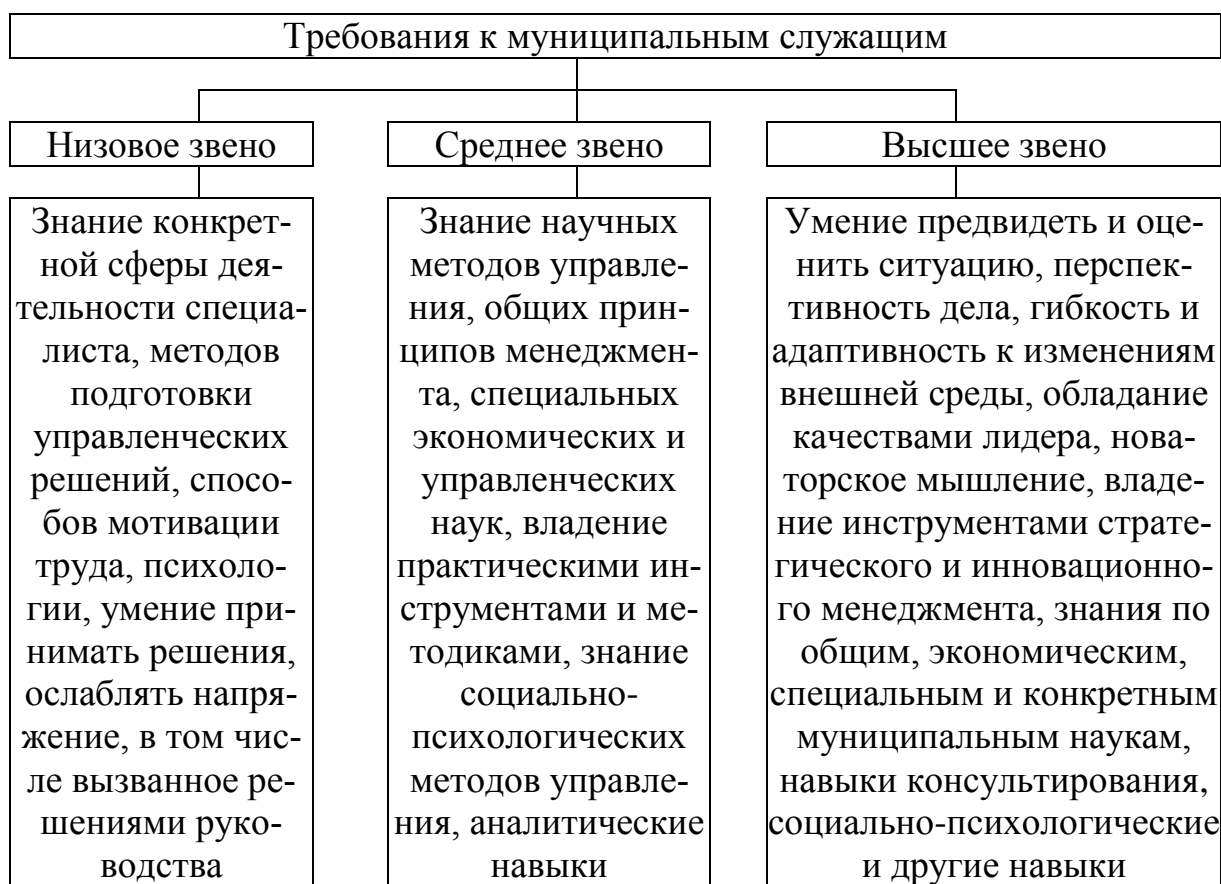 Требования к муниципальным служащим
Низовое звено
Среднее звено
Высшее звено
Знание конкрет-
ной сферы дея-
тельности специа-
листа, методов
подготовки
управленческих
решений, спосо-
бов мотивации
труда, психоло-
гии, умение при-
нимать решения,
ослаблять напря-
жение, в том чис-
ле вызванное ре-
шениями руко-
водства
Знание научных
методов управле-
ния, общих прин-
ципов менеджмен-
та, специальных
экономических и
управленческих
наук, владение
практическими ин-
струментами и ме-
тодиками, знание
социально-
психологических
методов управле-
ния, аналитические
навыки
Умение предвидеть и оце-
нить ситуацию, перспек-
тивность дела, гибкость и
адаптивность к изменениям
внешней среды, обладание
качествами лидера, нова-
торское мышление, владе-
ние инструментами страте-
гического и инновационно-
го менеджмента, знания по
общим, экономическим,
специальным и конкретным
муниципальным наукам,
навыки консультирования,
социально-психологические
и другие навыки